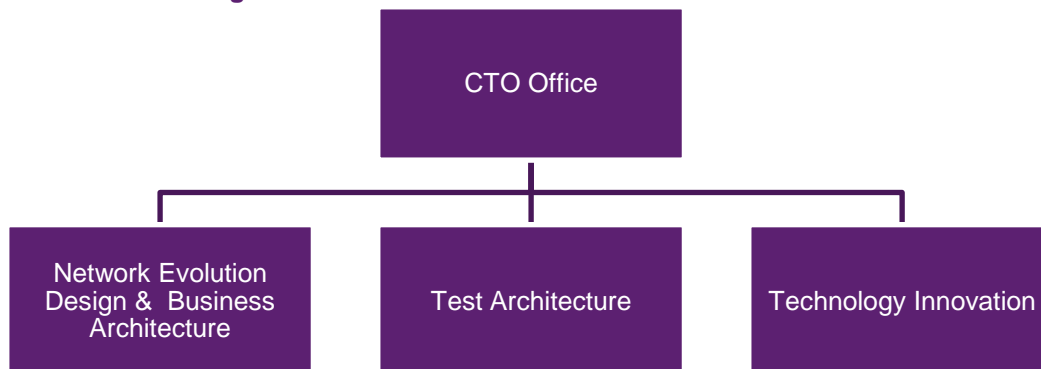 CTO Office
Network Evolution
Design & Business
Architecture
Test Architecture
Technology Innovation